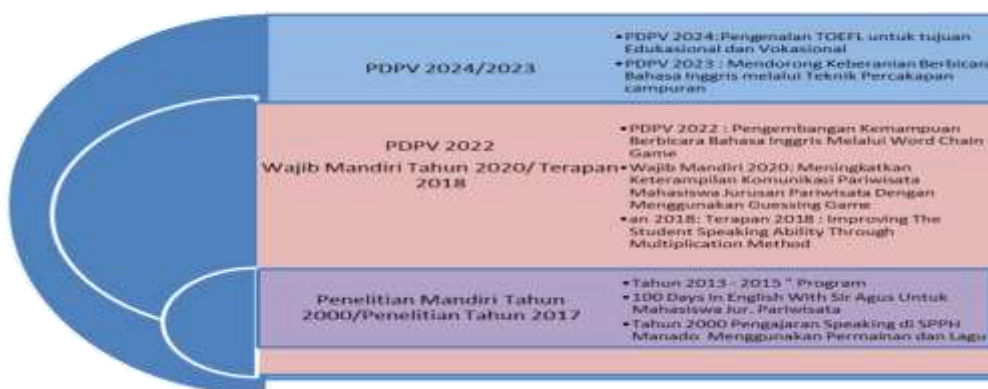 PDPV 2024/2023
•PDPV 2024:Pengenalan TOEFL untuk tujuan
Edukasional dan Vokasional
•PDPV 2023 : Mendorong Keberanian Berbicara
Bahasa Inggris melalui Teknik Percakapan
campuran
PDPV 2022
Wajib Mandiri Tahun 2020/ Terapan
2018
•PDPV 2022 : Pengembangan Kemampuan
Berbicara Bahasa Inggris Melalui Word Chain
Game
•Wajib Mandiri 2020: Meningkatkan
Keterampilan Komunikasi Pariwisata
Mahasiswa Jurusan Pariwisata Dengan
Menggunakan Guessing Game
•an 2018: Terapan 2018 : Improving The
Student Speaking Ability Through
Multiplication Method
Penelitian Mandiri Tahun
2000/Penelitian Tahun 2017
•Tahun 2013 - 2015 " Program
•100 Days in English With Sir Agus Untuk
Mahasiswa Jur. Pariwisata
•Tahun 2000 Pengajaran Speaking di SPPH
Manado Menggunakan Permainan dan Lagu